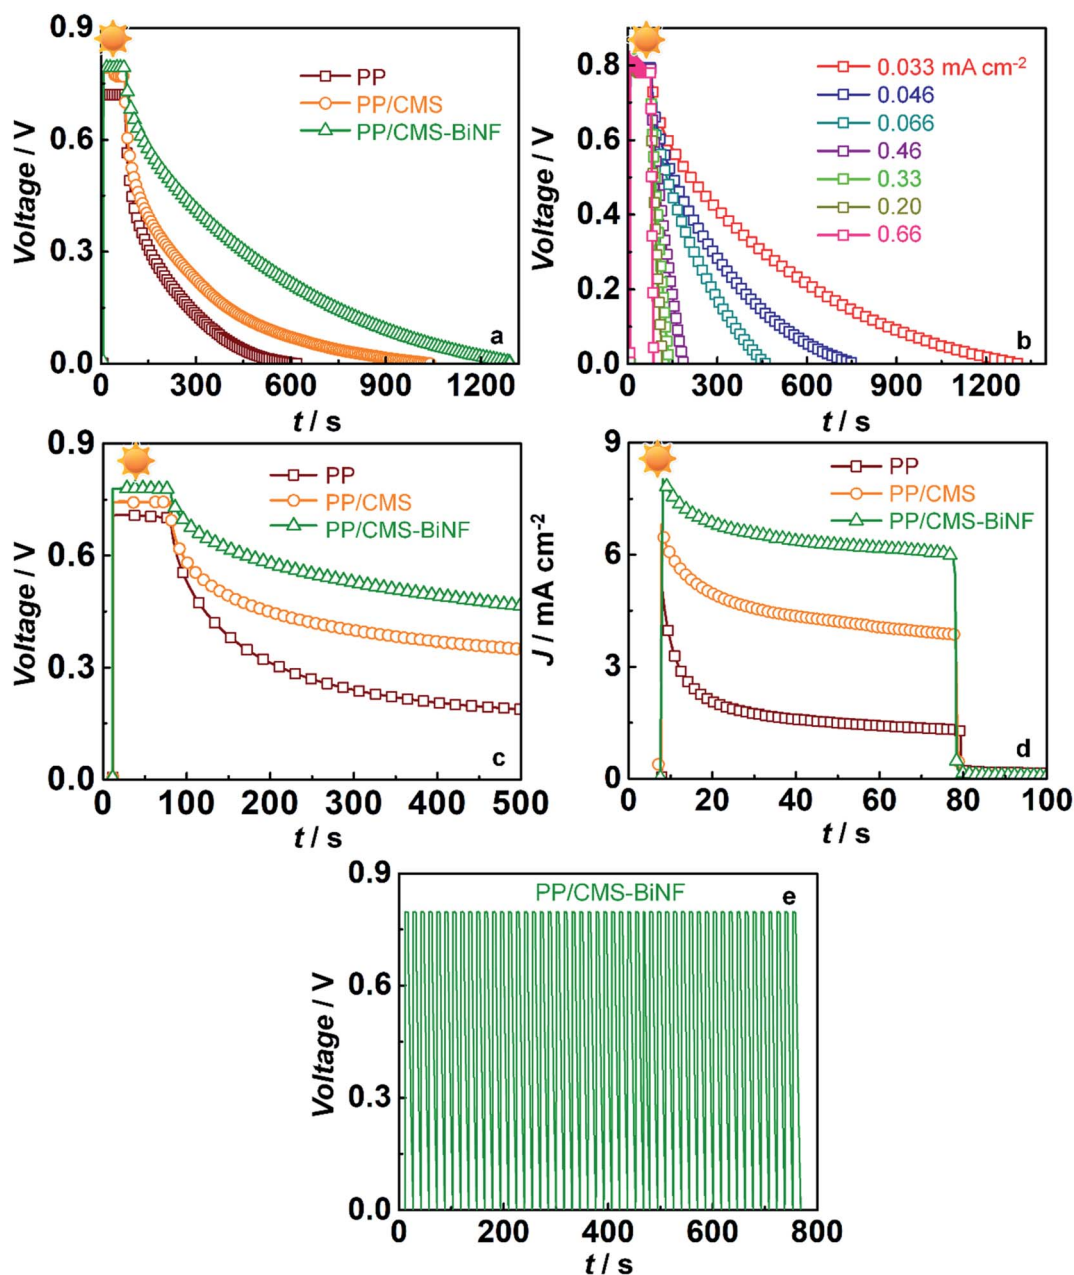 0.9
0.6
0.3
0.0
Voltage / V
PP
PP/CMS
PP/CMS-BiNF
a
0 300 600 900 1200
t / s
0.8
0.6
0.4
0.2
0.0
Voltage / V
0.033 mA cm-2
0.046
0.066
0.46
0.33
0.20
0.66
b
0 300 600 900 1200
t / s
0.9
0.6
0.3
0.0
Voltage / V
PP
PP/CMS
PP/CMS-BiNF
c
0 100 200 300 400 500
t / s
9
6
3
0
J / mA cm-2
PP
PP/CMS
PP/CMS-BiNF
d
0 20 40 60 80 100
t / s
0.9
0.6
0.3
0.0
Voltage / V
PP/CMS-BiNF
e
0 200 400 600 800
t / s